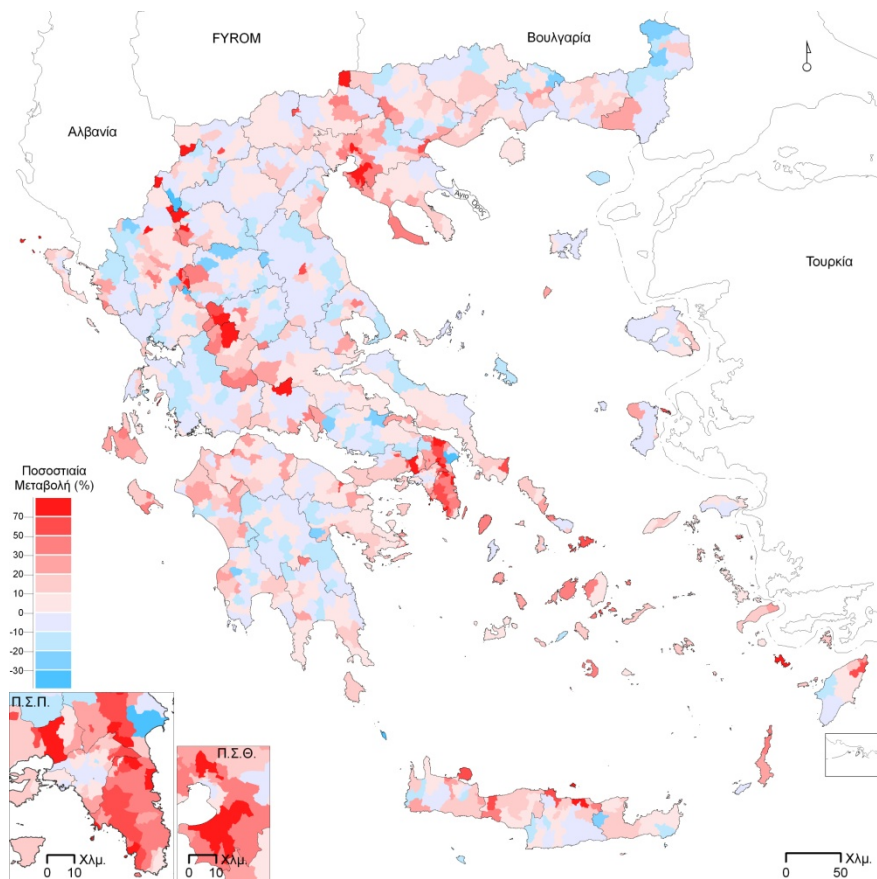 FYROM
Βουλγαρία
Αλβανία
Άγιο Όρος
Τουρκία
Ποσοστιαία
Μεταβολή (%)
70
50
30
20
10
0
-10
-20
-30
Π.Σ.Π.
Π.Σ.Θ.
0 10 Χλμ.
0 10 Χλμ.
0 50 Χλμ.